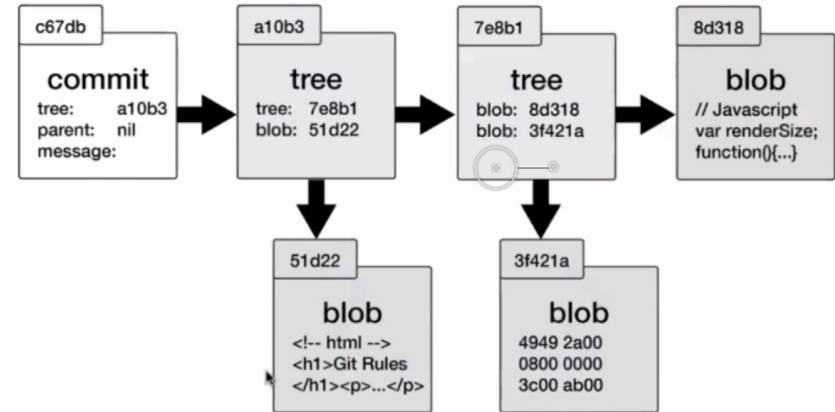 c67db
commit
tree: a10b3
parent: nil
message:
a10b3
tree
tree: 7e8b1
blob: 51d22
7e8b1
tree
blob: 8d318
blob: 3f421a
8d318
blob
// Javascript
var renderSize;
function(){...}
51d22
blob
<!-- html -->
<h1>Git Rules
</h1><p>...</p>
3f421a
blob
4949 2a00
0800 0000
3c00 ab00